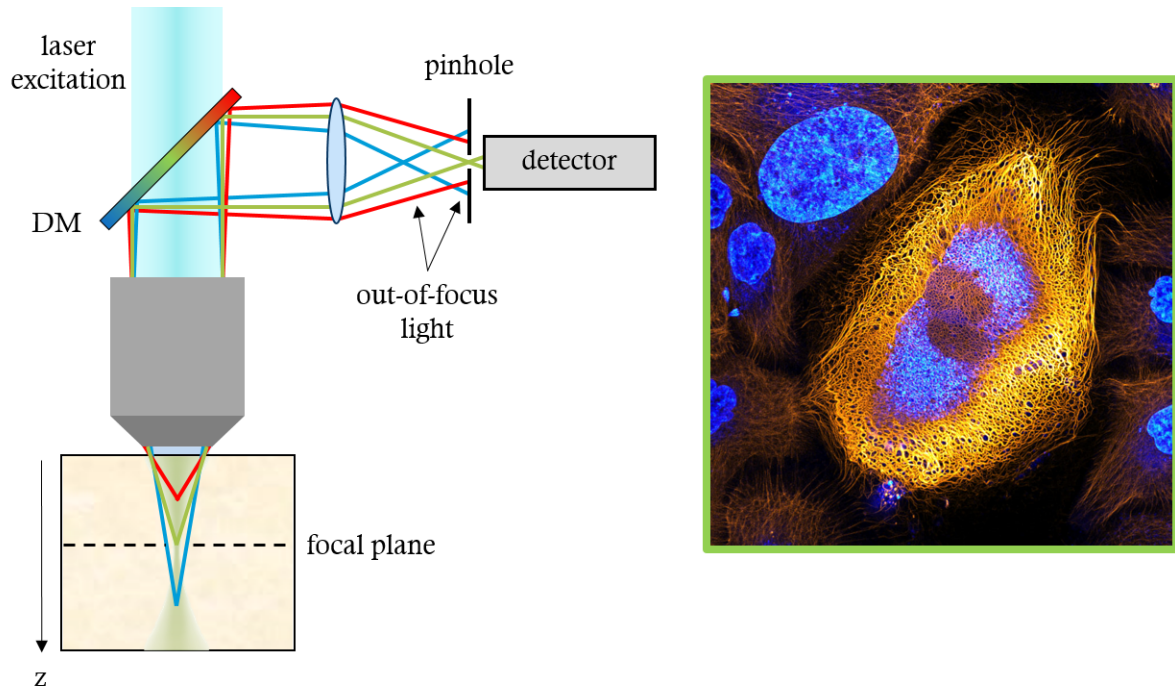 laser
excitation
pinhole
detector
DM
out-of-focus
light
focal plane
z